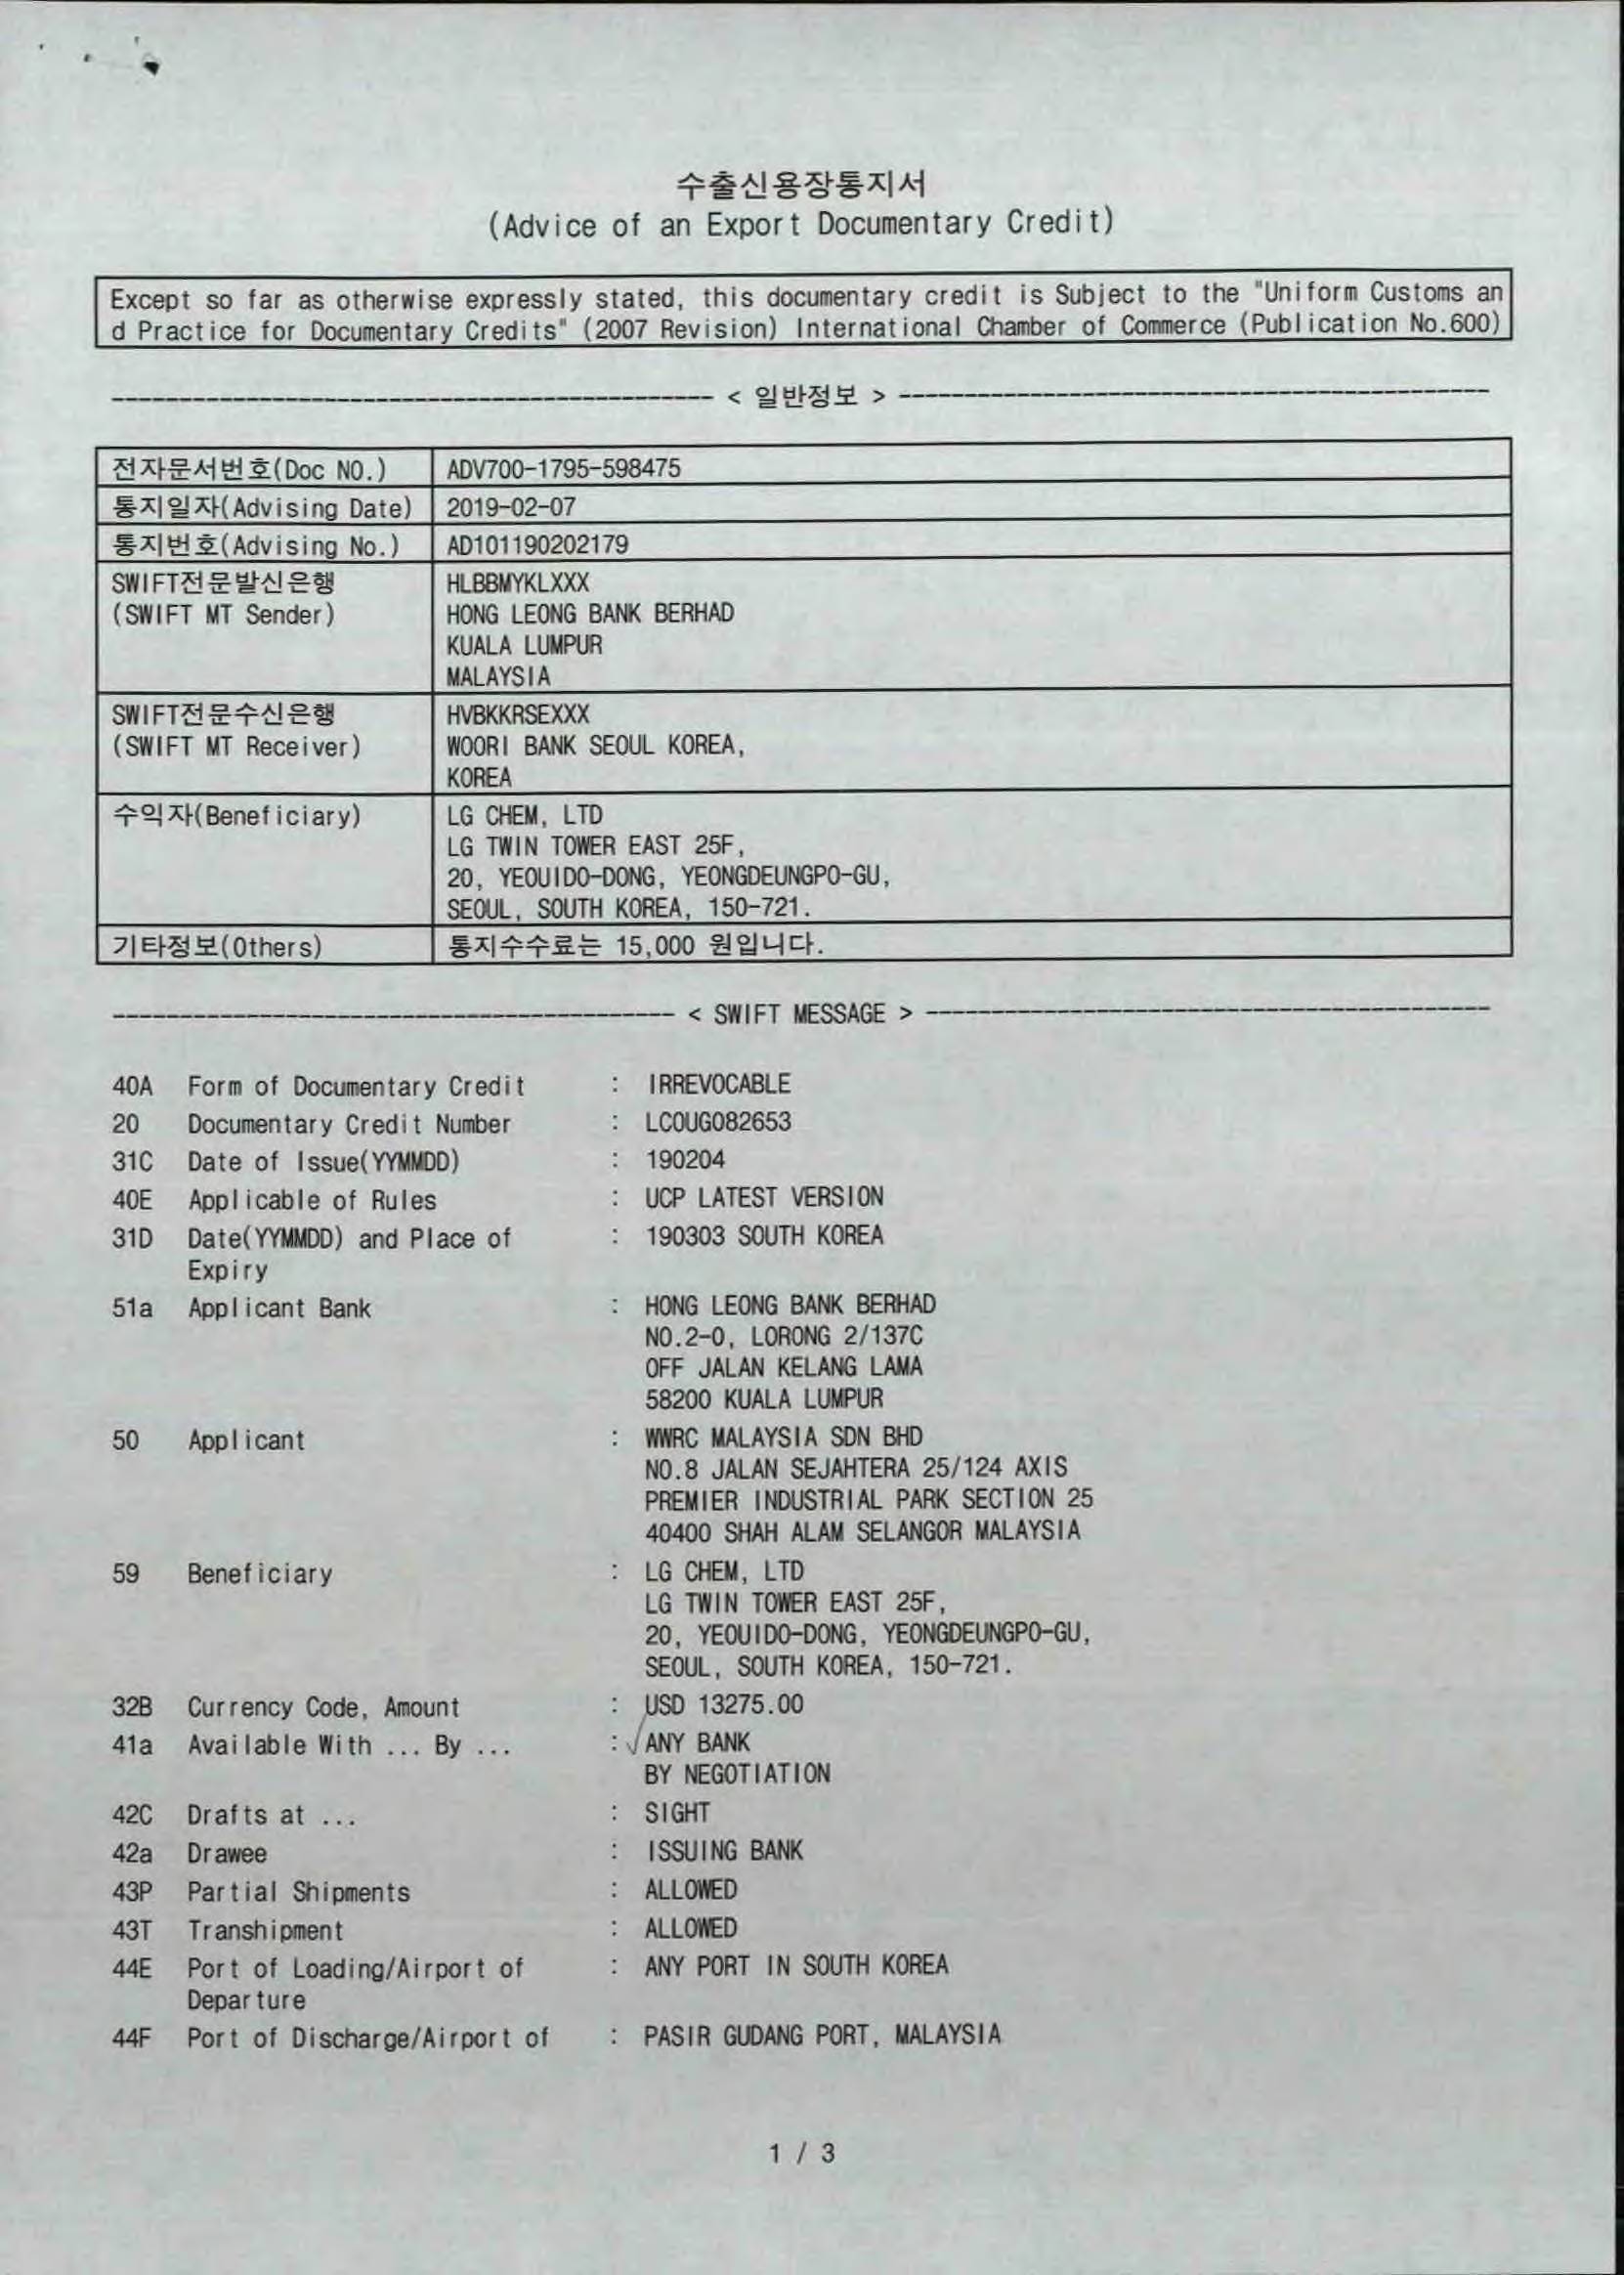 수출신용장통지서
(Advice of an Export Documentary Credit)
Except so far as otherwise expressly stated, this documentary credit is Subject to the "Uniform Customs an
d Practice for Documentary Credits" (2007 Revision) International Chamber of Commerce (Publication No.600)
< 일반정보 >
전자문서번호(Doc NO.) ADV700-1795-598475
통지일자(Advising Date) 2019-02-07
통지번호(Advising No.) AD101190202179
SWIFT전문발신은행 HLBBMYKLXXX
(SWIFT MT Sender) HONG LEONG BANK BERHAD
KUALA LUMPUR
MALAYSIA
SWIFT전문수신은행 HVBKKRSEXXX
(SWIFT MT Receiver) WOORI BANK SEOUL KOREA,
KOREA
수익자(Beneficiary) LG CHEM, LTD
LG TWIN TOWER EAST 25F,
20, YEOUIDO-DONG, YEONGDEUNGPO-GU,
SEOUL, SOUTH KOREA, 150-721.
기타정보(Others) 통지수수료는 15,000 원입니다.
< SWIFT MESSAGE >
40A Form of Documentary Credit : IRREVOCABLE
20 Documentary Credit Number : LCOUG082653
31C Date of Issue(YYMMDD) : 190204
40E Applicable of Rules : UCP LATEST VERSION
31D Date(YYMMDD) and Place of : 190303 SOUTH KOREA
Expiry
51a Applicant Bank : HONG LEONG BANK BERHAD
NO.2-0, LORONG 2/137C
OFF JALAN KELANG LAMA
58200 KUALA LUMPUR
50 Applicant : WWRC MALAYSIA SDN BHD
NO.8 JALAN SEJAHTERA 25/124 AXIS
PREMIER INDUSTRIAL PARK SECTION 25
40400 SHAH ALAM SELANGOR MALAYSIA
59 Beneficiary : LG CHEM, LTD
LG TWIN TOWER EAST 25F,
20, YEOUIDO-DONG, YEONGDEUNGPO-GU,
SEOUL, SOUTH KOREA, 150-721.
32B Currency Code, Amount : USD 13275.00
41a Available With ... By ... : ANY BANK
BY NEGOTIATION
42C Drafts at ... : SIGHT
42a Drawee : ISSUING BANK
43P Partial Shipments : ALLOWED
43T Transhipment : ALLOWED
44E Port of Loading/Airport of : ANY PORT IN SOUTH KOREA
Departure
44F Port of Discharge/Airport of : PASIR GUDANG PORT, MALAYSIA
1 / 3